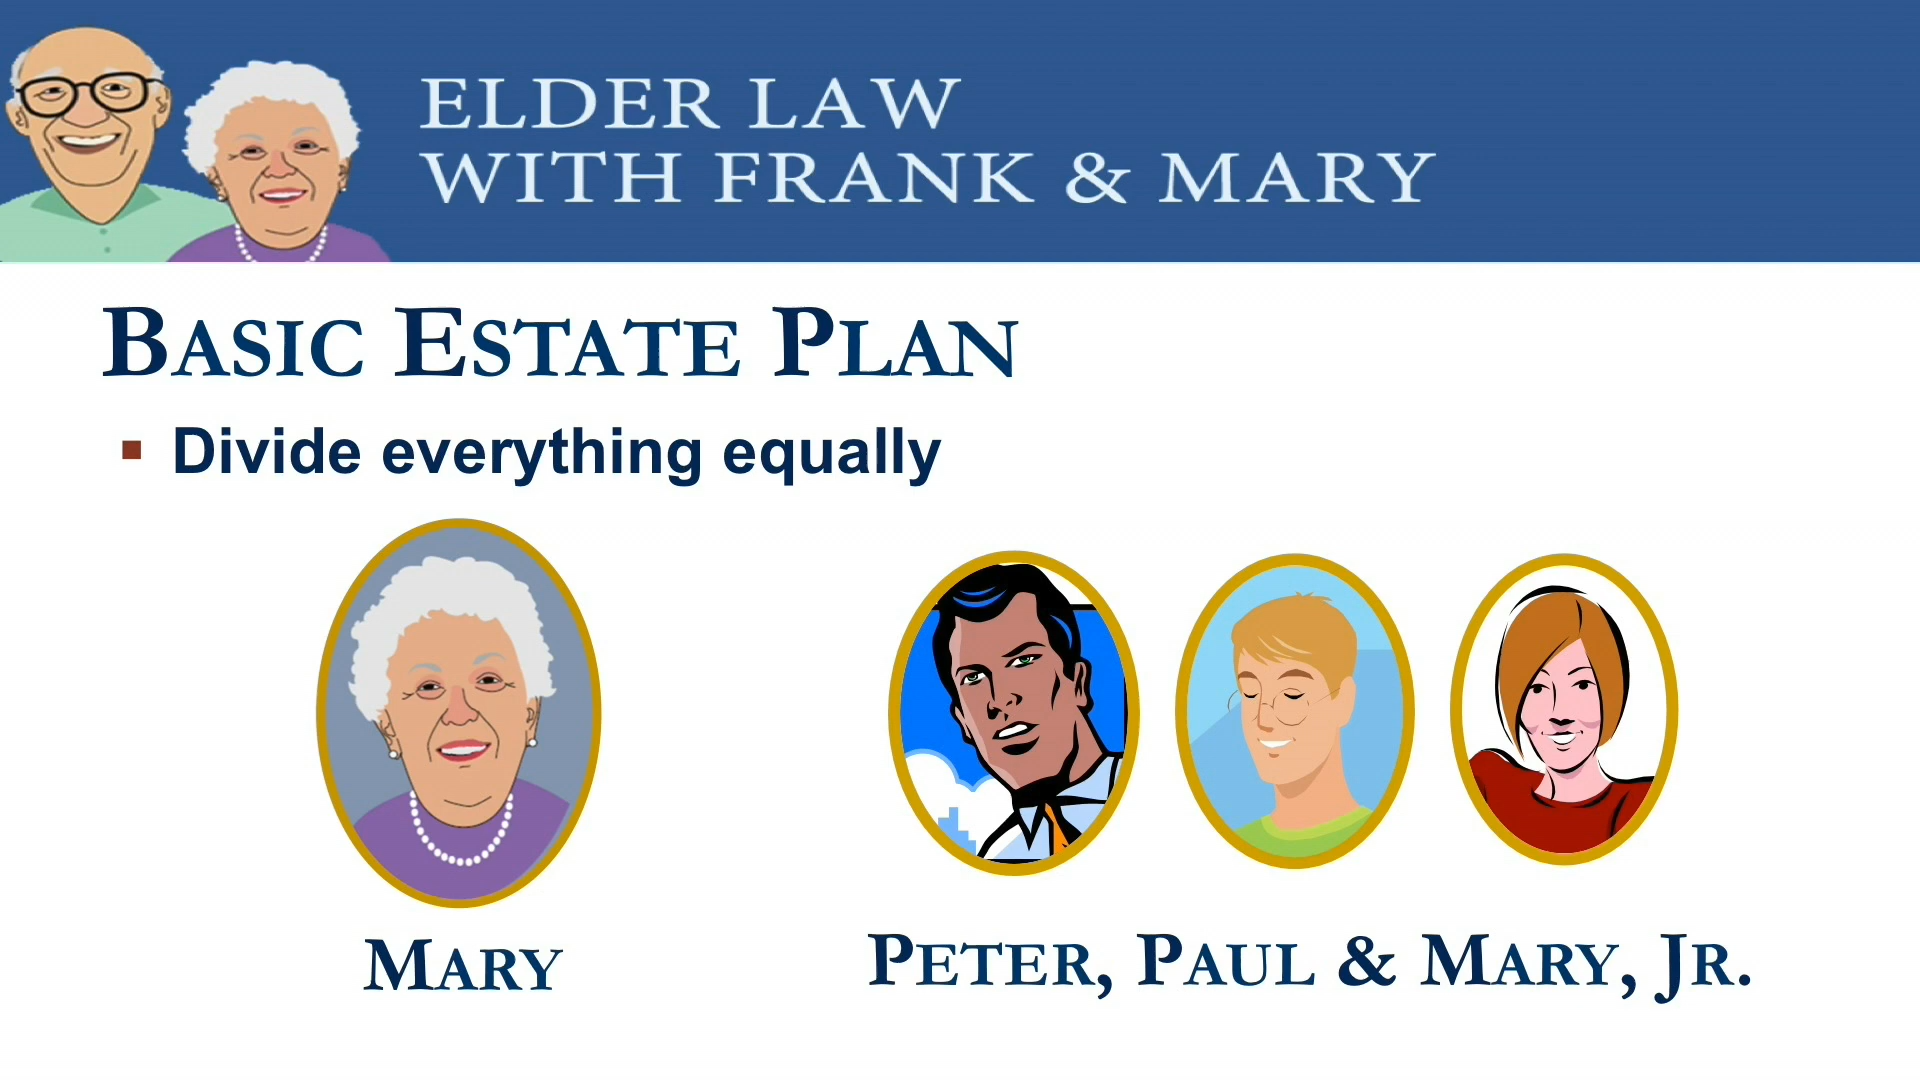 ELDER LAW
WITH FRANK & MARY
BASIC ESTATE PLAN
▪ Divide everything equally
MARY
PETER, PAUL & MARY, JR.